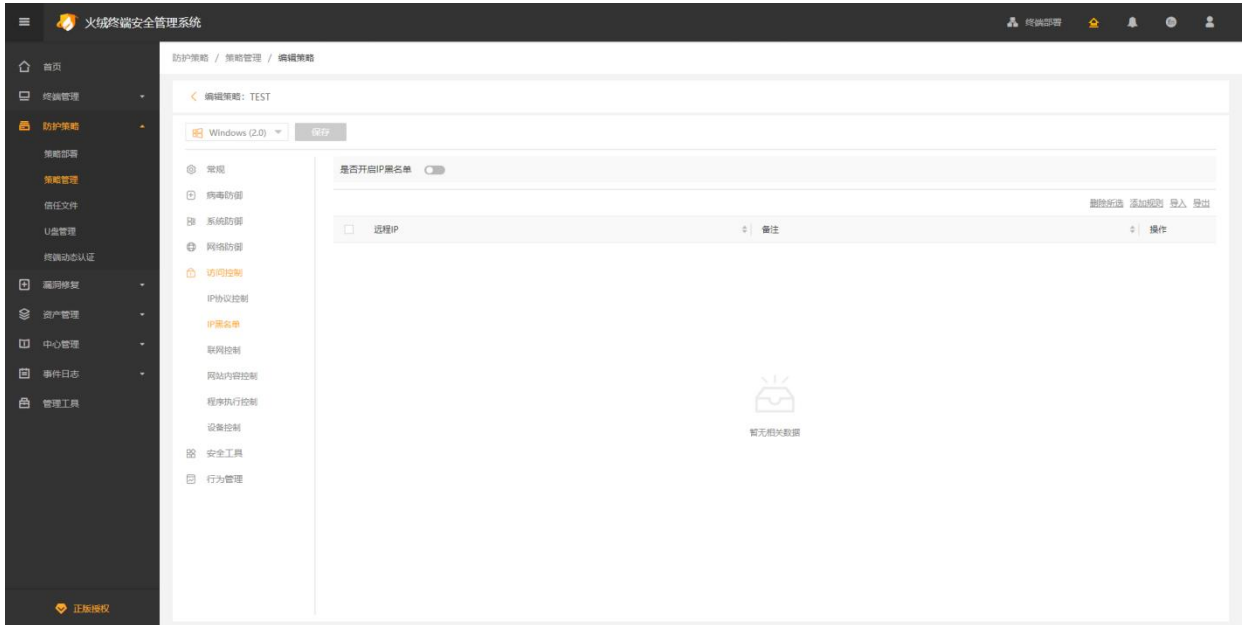 火绒终端安全管理系统
终端部署
首页
终端管理
防护策略
策略部署
策略管理
信任文件
U盘管理
终端动态认证
漏洞修复
资产管理
中心管理
事件日志
管理工具
正版授权
防护策略 / 策略管理 / 编辑策略
编辑策略：TEST
Windows (2.0)
保存
常规
病毒防御
系统防御
网络防御
访问控制
IP协议控制
IP黑名单
联网控制
网站内容控制
程序执行控制
设备控制
安全工具
行为管理
是否开启IP黑名单
删除所选 添加规则 导入 导出
远程IP 备注 操作
暂无相关数据